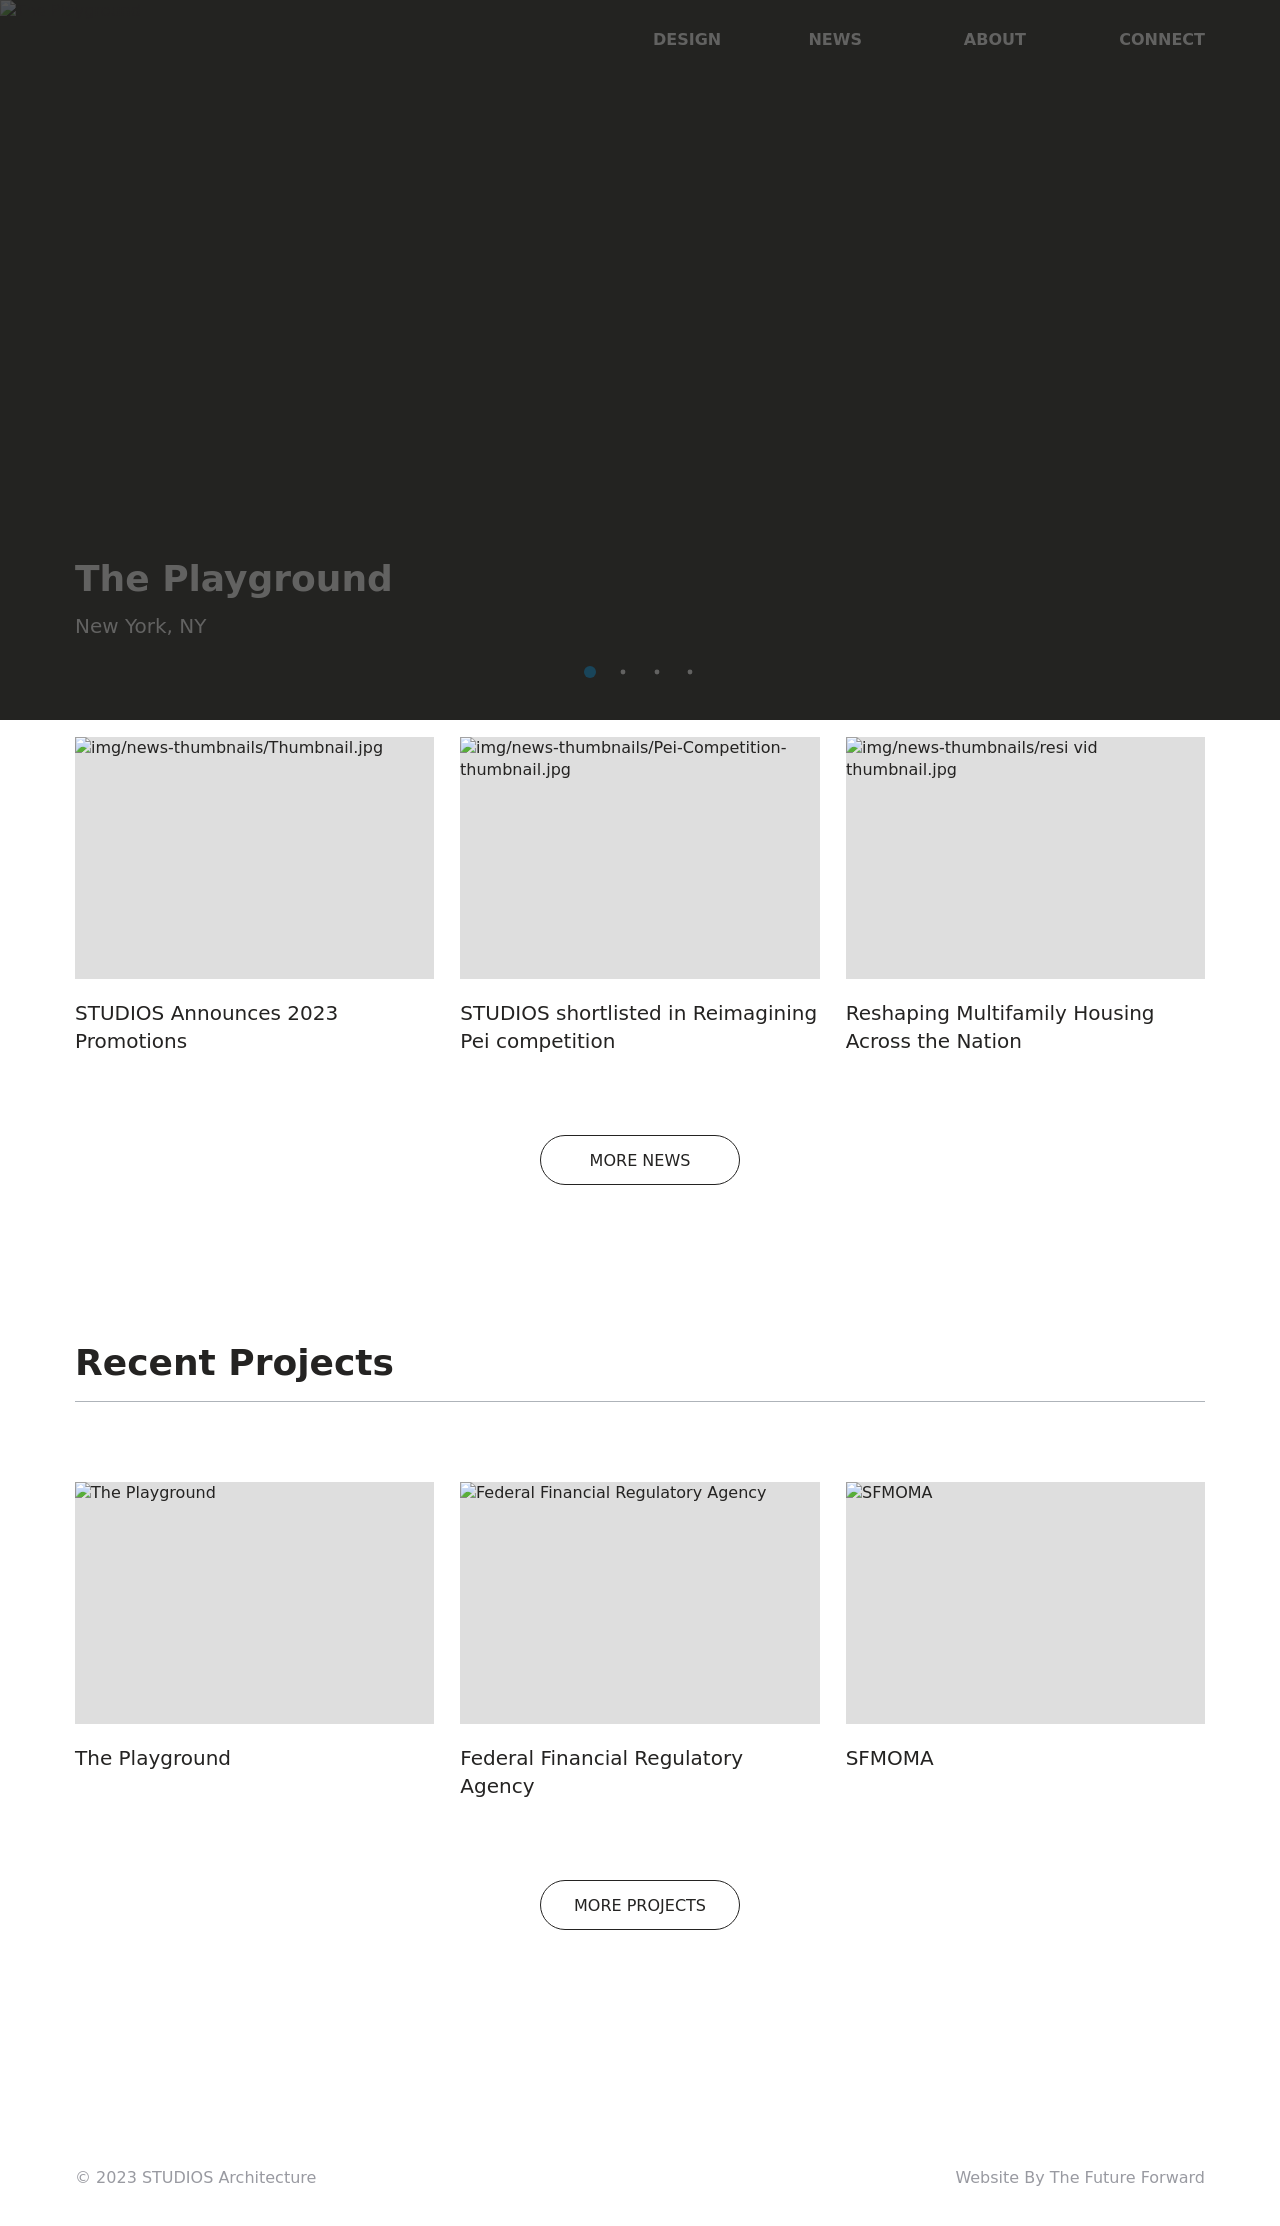 DESIGN NEWS ABOUT CONNECT
The Playground
New York, NY
img/news-thumbnails/Thumbnail.jpg
img/news-thumbnails/Pei-Competition-
thumbnail.jpg
img/news-thumbnails/resi vid
thumbnail.jpg
STUDIOS Announces 2023
Promotions
STUDIOS shortlisted in Reimagining
Pei competition
Reshaping Multifamily Housing
Across the Nation
MORE NEWS
Recent Projects
The Playground
Federal Financial Regulatory Agency
SFMOMA
The Playground
Federal Financial Regulatory
Agency
SFMOMA
MORE PROJECTS
© 2023 STUDIOS Architecture
Website By The Future Forward